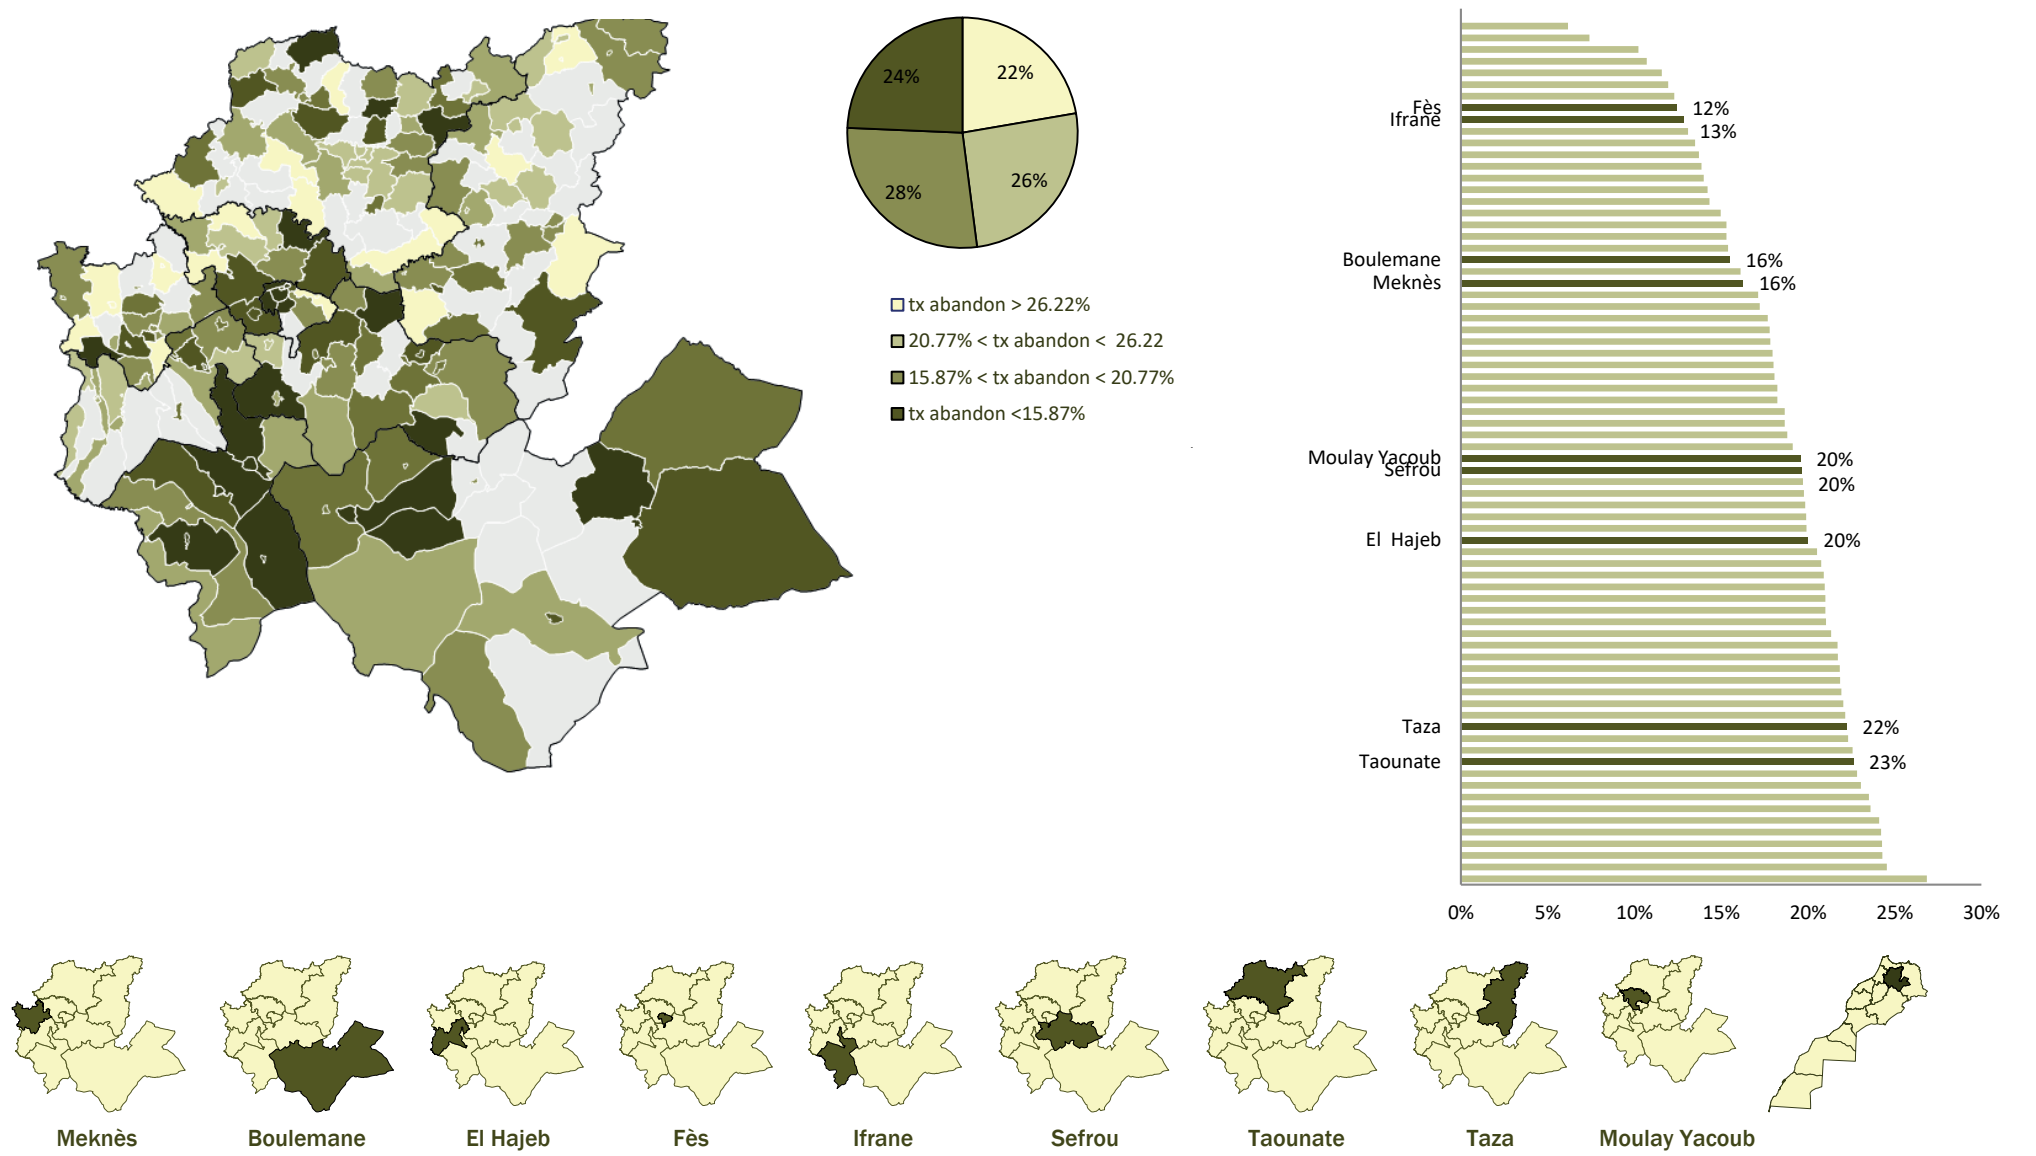 24%
22%
28%
26%
tx abandon > 26.22%
20.77% < tx abandon < 26.22
15.87% < tx abandon < 20.77%
tx abandon <15.87%
Fès 12%
Ifrane 13%
Boulemane 16%
Meknès 16%
Moulay Yacoub 20%
Sefrou 20%
El Hajeb 20%
Taza 22%
Taounate 23%
0% 5% 10% 15% 20% 25% 30%
Meknès Boulemane El Hajeb Fès Ifrane Sefrou Taounate Taza Moulay Yacoub